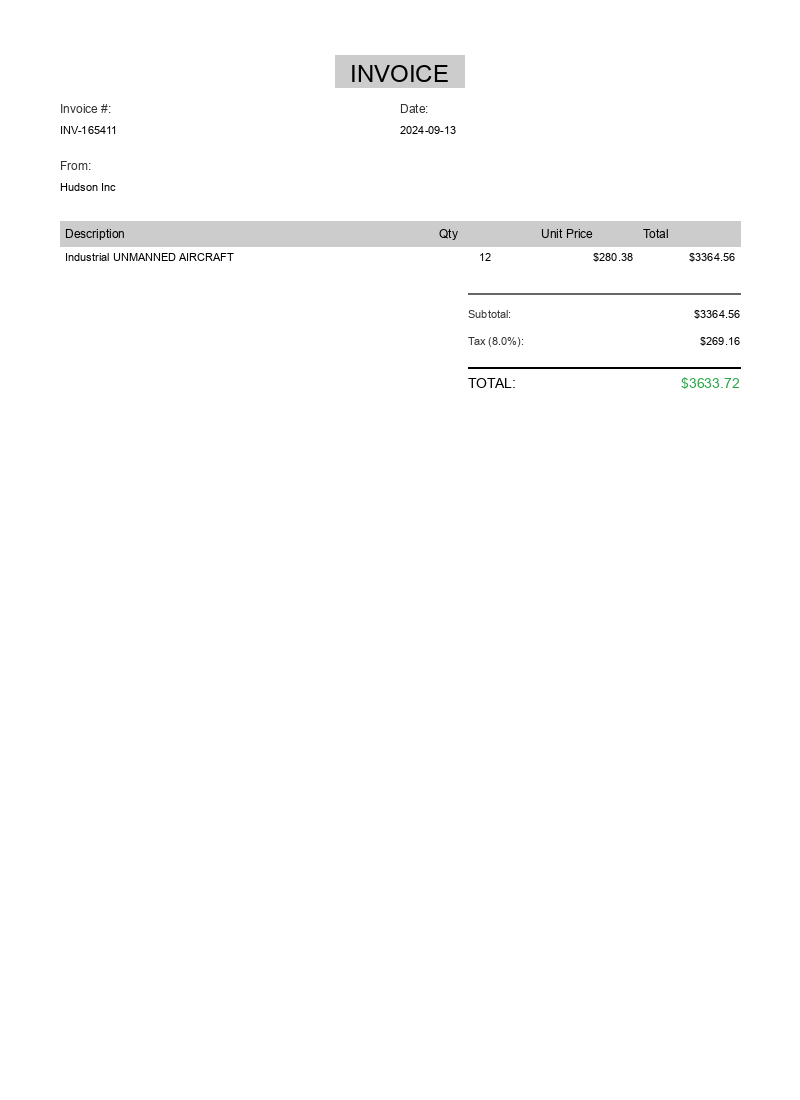 INVOICE
Invoice #: Date:
INV-165411 2024-09-13
From:
Hudson Inc
Description Qty Unit Price Total
Industrial UNMANNED AIRCRAFT 12 $280.38 $3364.56
Subtotal: $3364.56
Tax (8.0%): $269.16
TOTAL: $3633.72